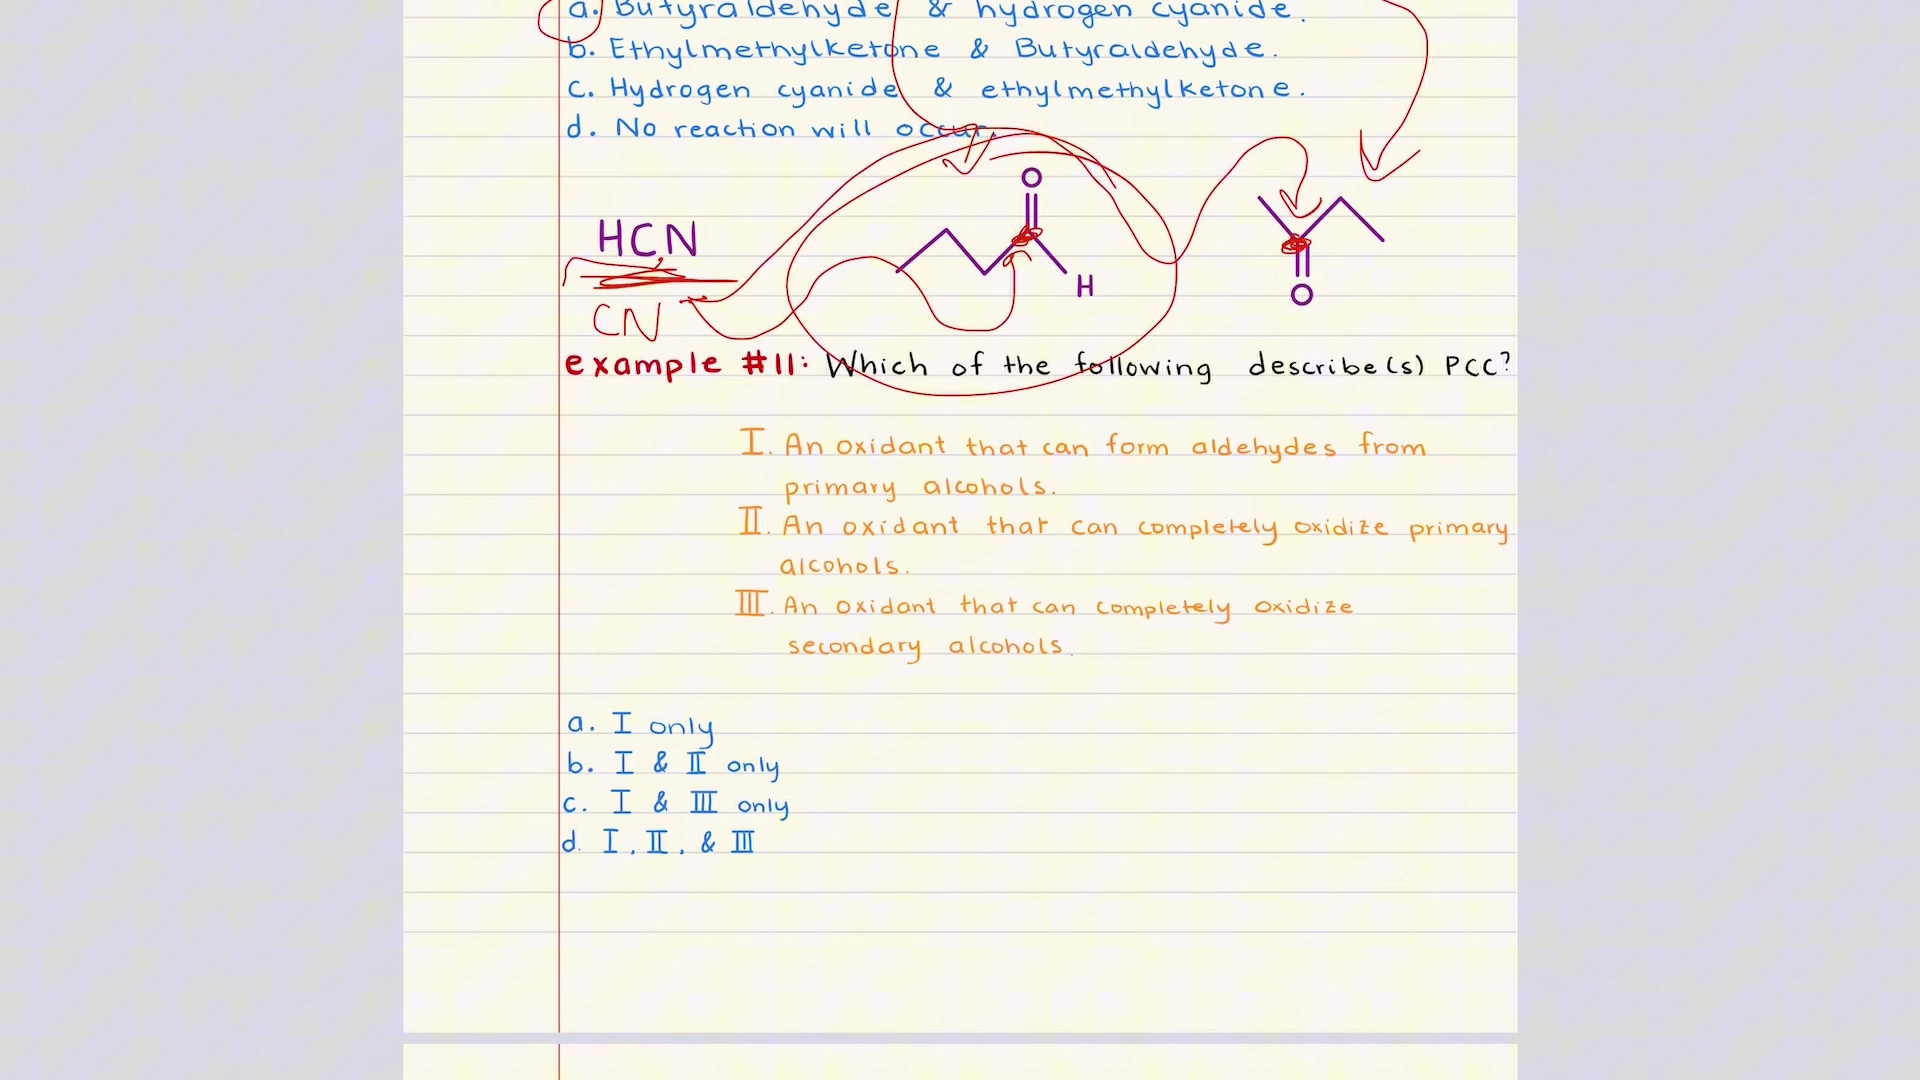 a. Butyraldehyde & hydrogen cyanide.
b. Ethylmethylketone & Butyraldehyde.
c. Hydrogen cyanide & ethylmethylketone.
d. No reaction will occur.
O
HCN
H
CN
O
example #11: Which of the following describe(s) PCC?
I. An oxidant that can form aldehydes from
primary alcohols.
II. An oxidant that can completely oxidize primary
alcohols.
III. An oxidant that can completely oxidize
secondary alcohols.
a. I only
b. I & II only
c. I & III only
d. I, II, & III